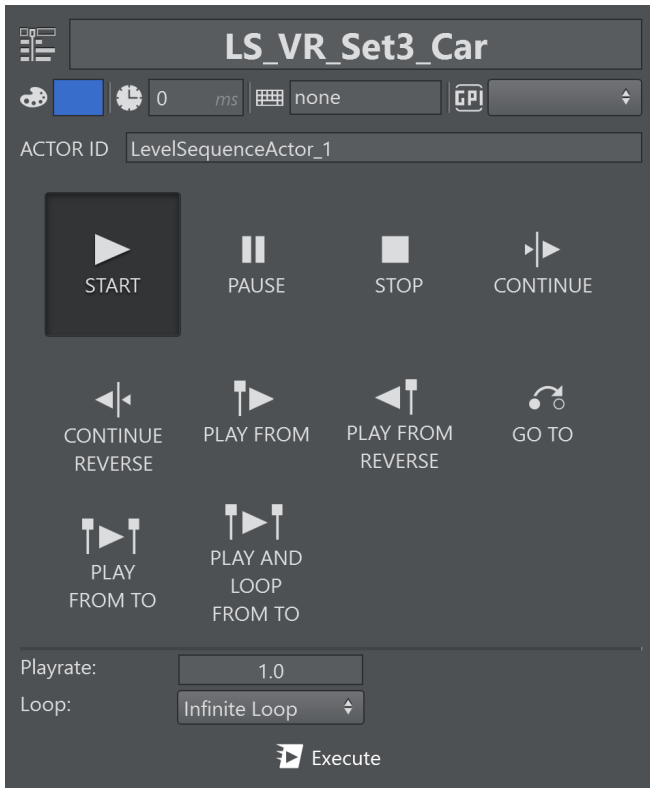 LS_VR_Set3_Car
0 ms none GPI
ACTOR ID LevelSequenceActor_1
START PAUSE STOP CONTINUE
CONTINUE
REVERSE
PLAY FROM
PLAY FROM
REVERSE
GO TO
PLAY
FROM TO
PLAY AND
LOOP
FROM TO
Playrate: 1.0
Loop: Infinite Loop
Execute